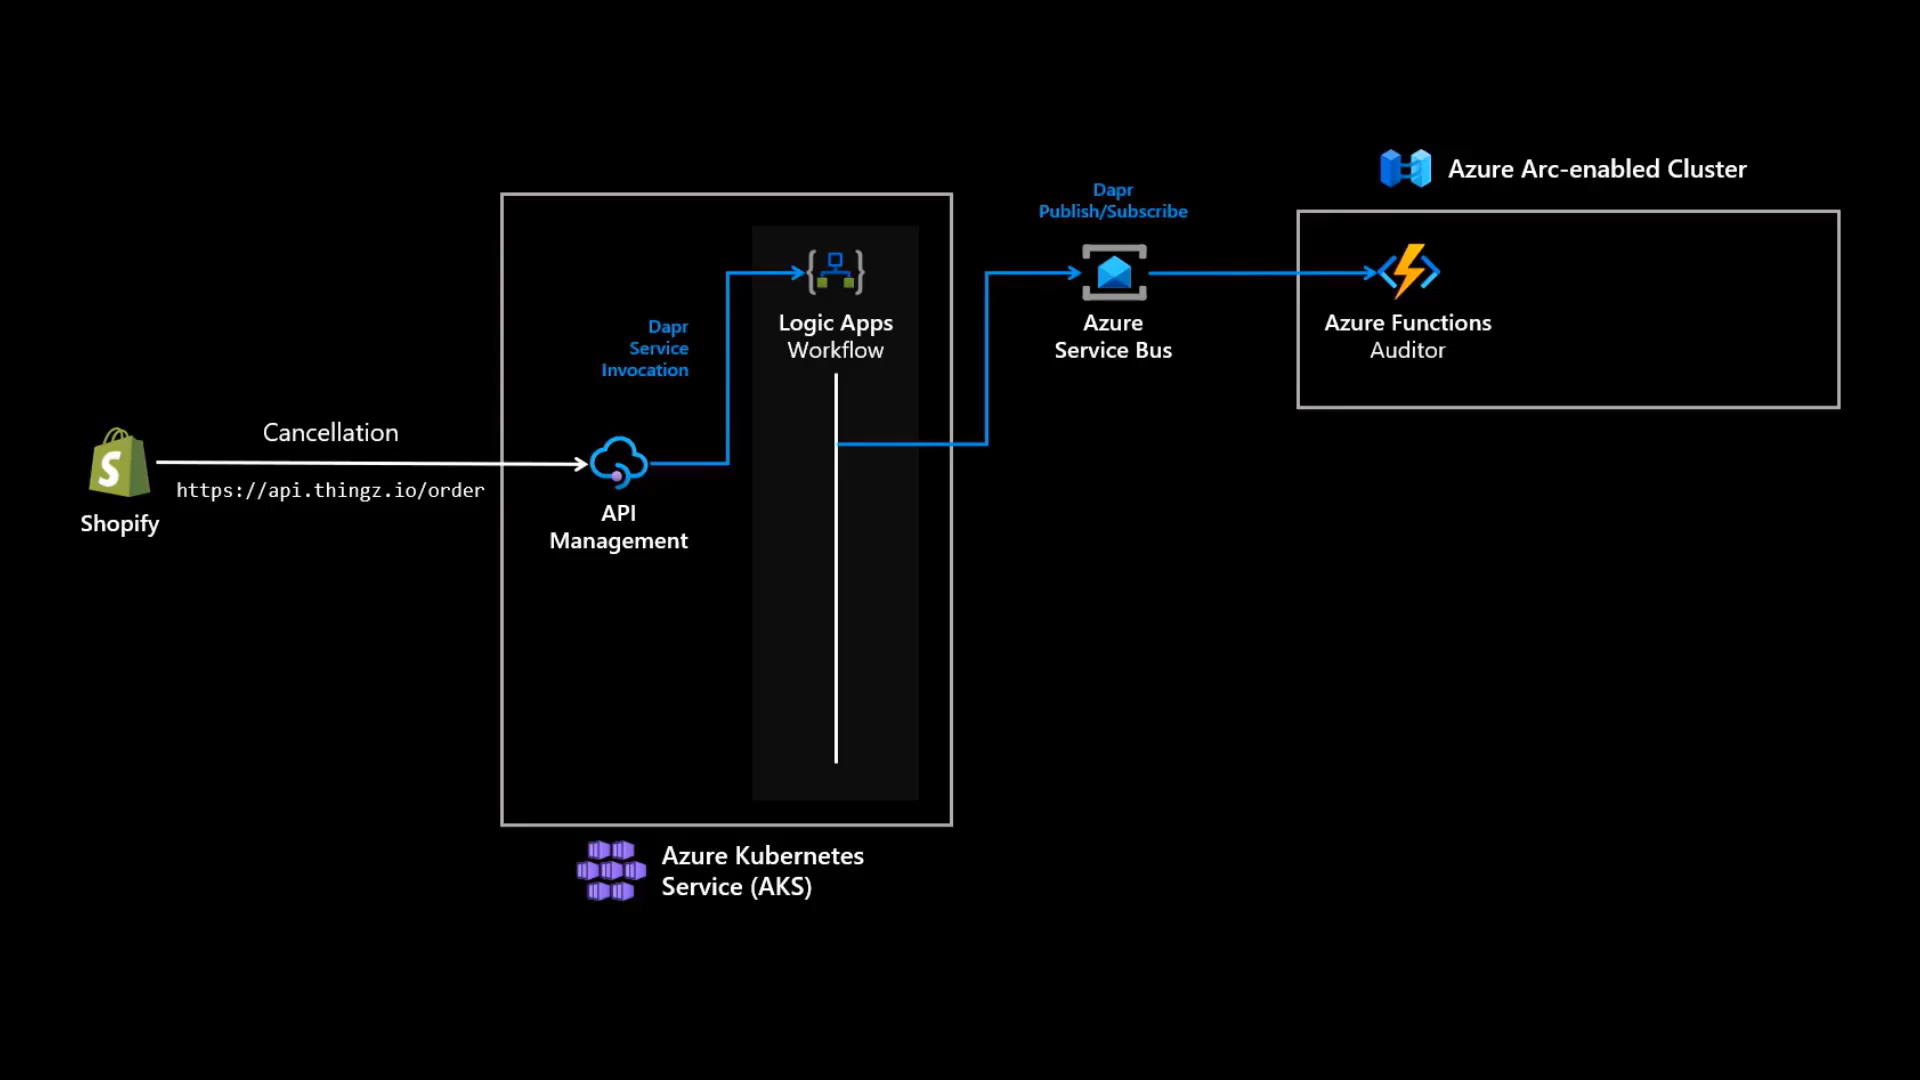 Shopify
Cancellation
https://api.thingz.io/order
API
Management
Dapr
Service
Invocation
Logic Apps
Workflow
Azure Kubernetes
Service (AKS)
Dapr
Publish/Subscribe
Azure
Service Bus
Azure Arc-enabled Cluster
Azure Functions
Auditor